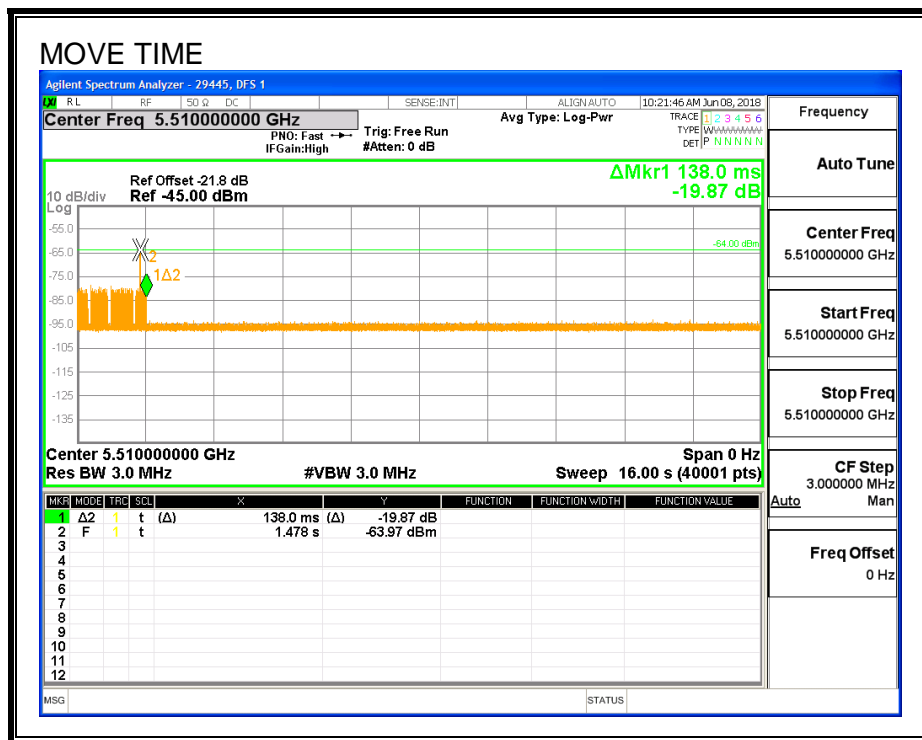 MOVE TIME
Agilent Spectrum Analyzer - 29445, DFS 1
LXI RL RF 50 Ω DC SENSE:INT ALIGN AUTO 10:21:46 AM Jun 08, 2018
Center Freq 5.510000000 GHz
PNO: Fast
IFGain:High
Trig: Free Run
#Atten: 0 dB
Avg Type: Log-Pwr
TRACE 1 2 3 4 5 6
TYPE WWWWWWW
DET P N N N N N
ΔMkr1 138.0 ms
-19.87 dB
Ref Offset -21.8 dB
10 dB/div Ref -45.00 dBm
Log
-55.0
-65.0
-75.0
-85.0
-95.0
-105
-115
-125
-135
-64.00 dBm
2
1Δ2
Center 5.510000000 GHz Span 0 Hz
Res BW 3.0 MHz #VBW 3.0 MHz Sweep 16.00 s (40001 pts)
MKR MODE TRC SCL X Y FUNCTION FUNCTION WIDTH FUNCTION VALUE
1 Δ2 1 t (Δ) 138.0 ms (Δ) -19.87 dB
2 F 1 t 1.478 s -63.97 dBm
3
4
5
6
7
8
9
10
11
12
MSG STATUS
Frequency
Auto Tune
Center Freq
5.510000000 GHz
Start Freq
5.510000000 GHz
Stop Freq
5.510000000 GHz
CF Step
3.000000 MHz
Auto Man
Freq Offset
0 Hz